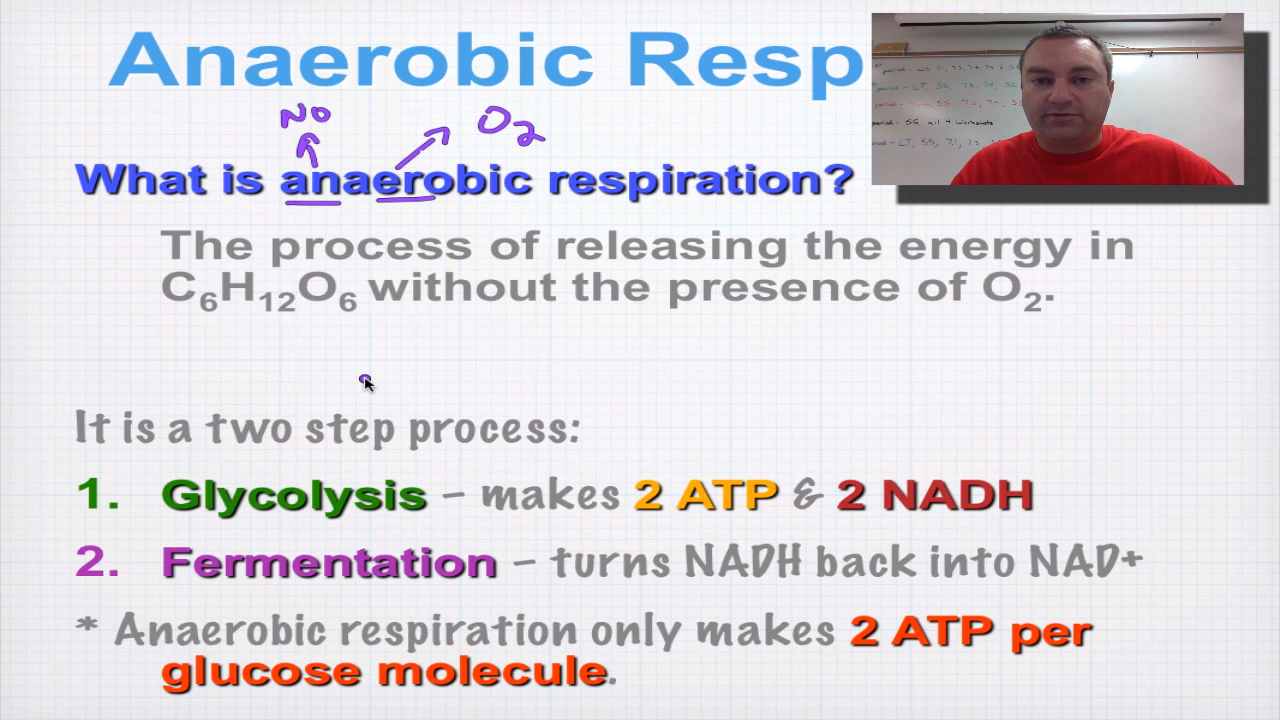 Anaerobic Resp
No
O2
What is anaerobic respiration?
The process of releasing the energy in
C6H12O6 without the presence of O2.
It is a two step process:
1. Glycolysis – makes 2 ATP & 2 NADH
2. Fermentation – turns NADH back into NAD+
* Anaerobic respiration only makes 2 ATP per
glucose molecule.